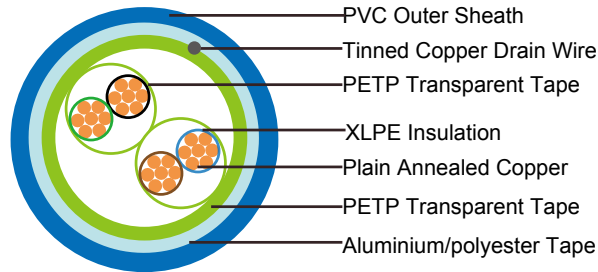 PVC Outer Sheath
Tinned Copper Drain Wire
PETP Transparent Tape
XLPE Insulation
Plain Annealed Copper
PETP Transparent Tape
Aluminium/polyester Tape